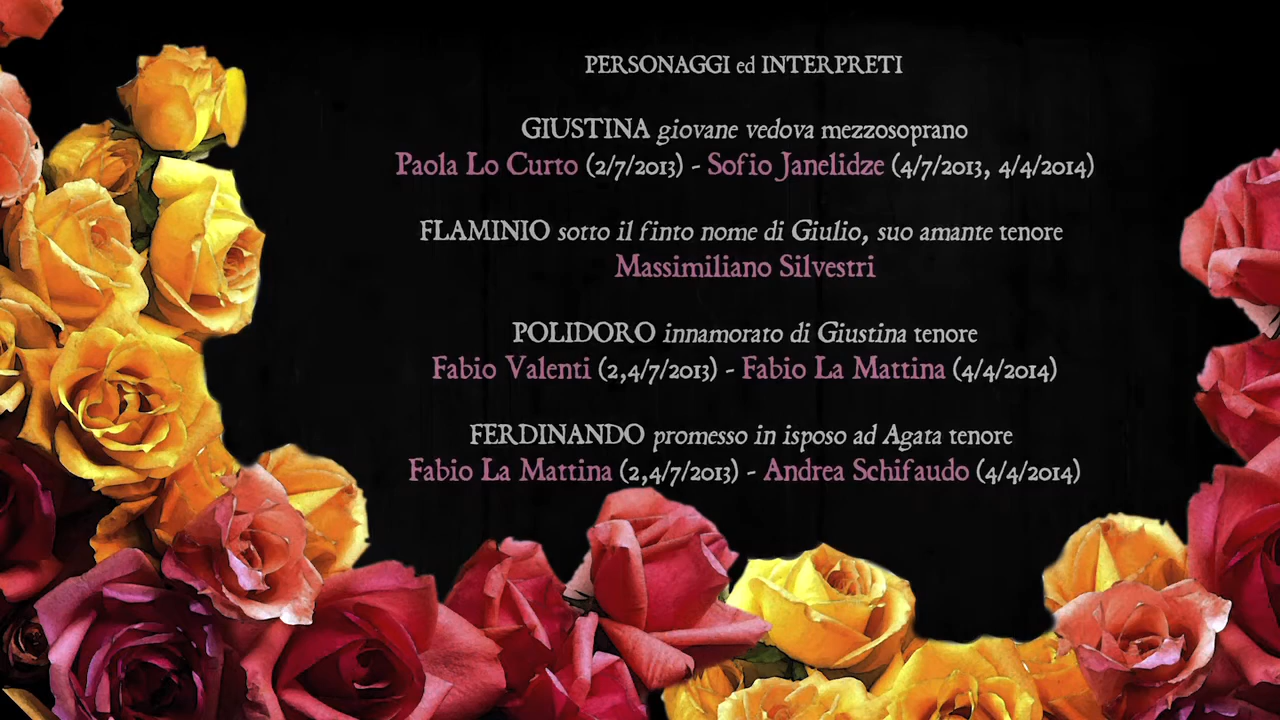 PERSONAGGI ed INTERPRETI
GIUSTINA giovane vedova mezzosoprano
Paola Lo Curto (2/7/2013) - Sofio Janelidze (4/7/2013, 4/4/2014)
FLAMINIO sotto il finto nome di Giulio, suo amante tenore
Massimiliano Silvestri
POLIDORO innamorato di Giustina tenore
Fabio Valenti (2,4/7/2013) - Fabio La Mattina (4/4/2014)
FERDINANDO promesso in isposo ad Agata tenore
Fabio La Mattina (2,4/7/2013) - Andrea Schifaudo (4/4/2014)